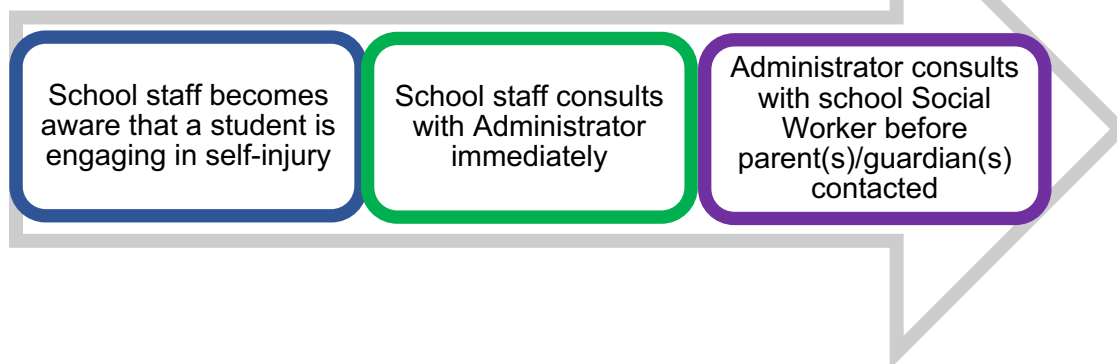 School staff becomes
aware that a student is
engaging in self-injury
School staff consults
with Administrator
immediately
Administrator consults
with school Social
Worker before
parent(s)/guardian(s)
contacted